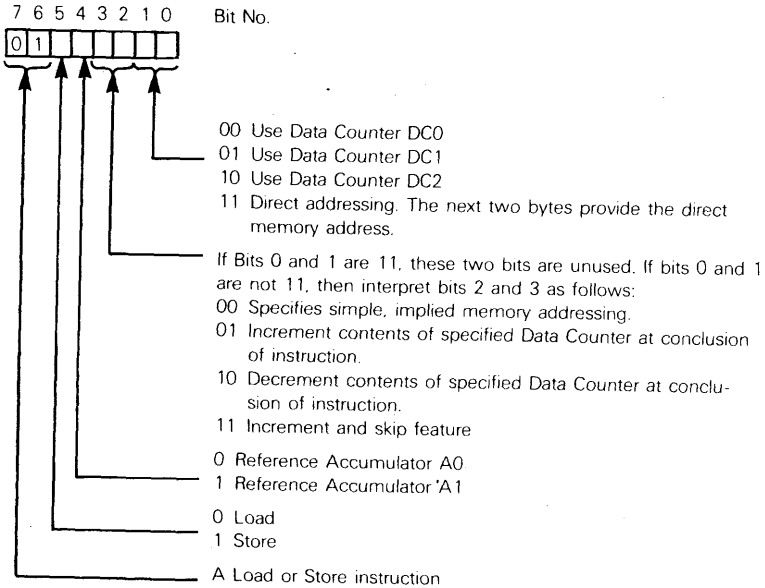 7 6 5 4 3 2 1 0 Bit No.
0 1
00 Use Data Counter DC0
01 Use Data Counter DC1
10 Use Data Counter DC2
11 Direct addressing. The next two bytes provide the direct
memory address.
If Bits 0 and 1 are 11, these two bits are unused. If bits 0 and 1
are not 11, then interpret bits 2 and 3 as follows:
00 Specifies simple, implied memory addressing.
01 Increment contents of specified Data Counter at conclusion
of instruction.
10 Decrement contents of specified Data Counter at conclu-
sion of instruction.
11 Increment and skip feature
0 Reference Accumulator A0
1 Reference Accumulator 'A1
0 Load
1 Store
A Load or Store instruction